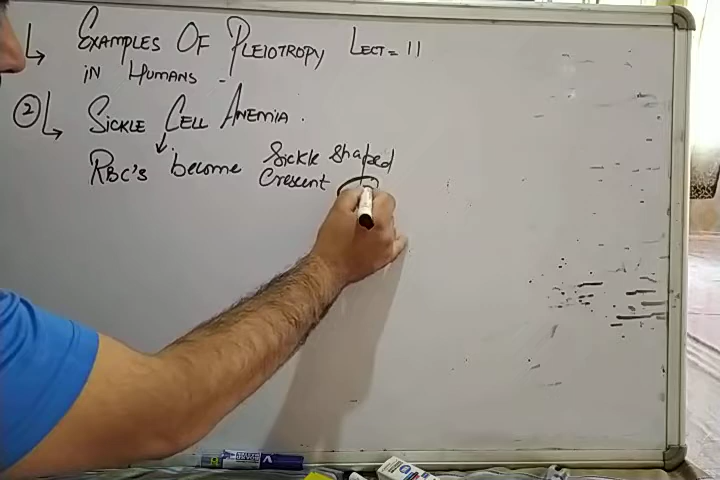 ↳ EXAMPLES OF PLEIOTROPY LECT = 11
IN HUMANS -
② ↳ SICKLE CELL ANEMIA .
↓
RBC's become Sickle shaped
Crescent